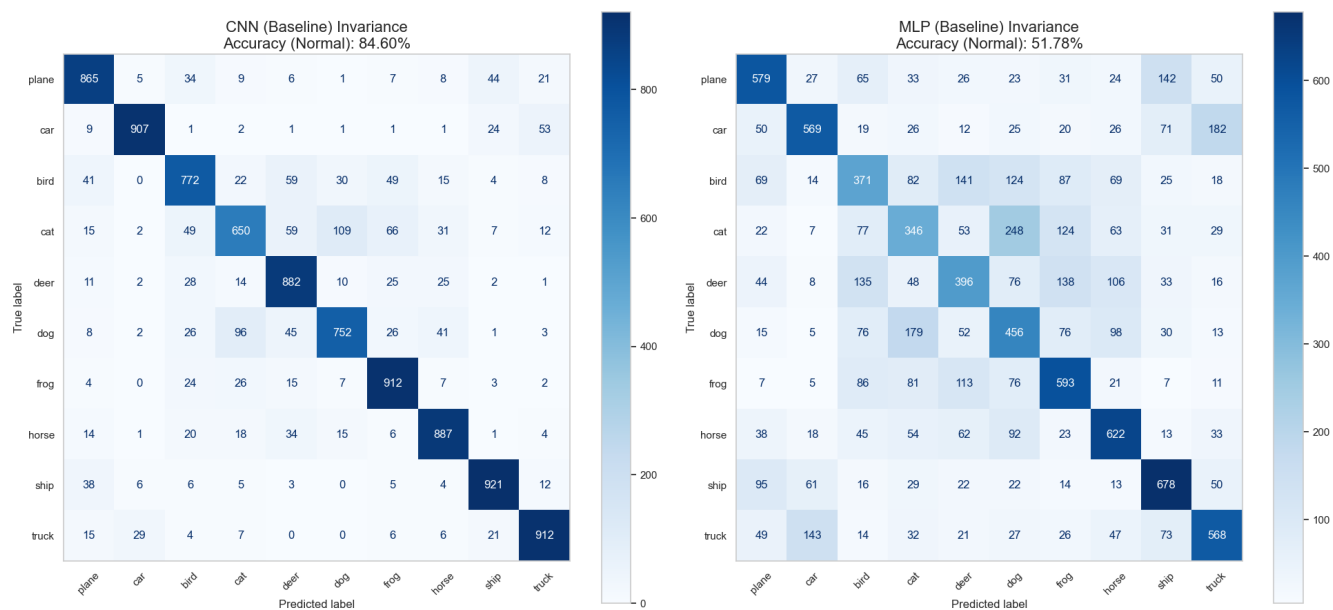 CNN (Baseline) Invariance
Accuracy (Normal): 84.60%
True label
plane 865 5 34 9 6 1 7 8 44 21
car 9 907 1 2 1 1 1 1 24 53
bird 41 0 772 22 59 30 49 15 4 8
cat 15 2 49 650 59 109 66 31 7 12
deer 11 2 28 14 882 10 25 25 2 1
dog 8 2 26 96 45 752 26 41 1 3
frog 4 0 24 26 15 7 912 7 3 2
horse 14 1 20 18 34 15 6 887 1 4
ship 38 6 6 5 3 0 5 4 921 12
truck 15 29 4 7 0 0 6 6 21 912
plane car bird cat deer dog frog horse ship truck
Predicted label
800
600
400
200
0
MLP (Baseline) Invariance
Accuracy (Normal): 51.78%
True label
plane 579 27 65 33 26 23 31 24 142 50
car 50 569 19 26 12 25 20 26 71 182
bird 69 14 371 82 141 124 87 69 25 18
cat 22 7 77 346 53 248 124 63 31 29
deer 44 8 135 48 396 76 138 106 33 16
dog 15 5 76 179 52 456 76 98 30 13
frog 7 5 86 81 113 76 593 21 7 11
horse 38 18 45 54 62 92 23 622 13 33
ship 95 61 16 29 22 22 14 13 678 50
truck 49 143 14 32 21 27 26 47 73 568
plane car bird cat deer dog frog horse ship truck
Predicted label
600
500
400
300
200
100